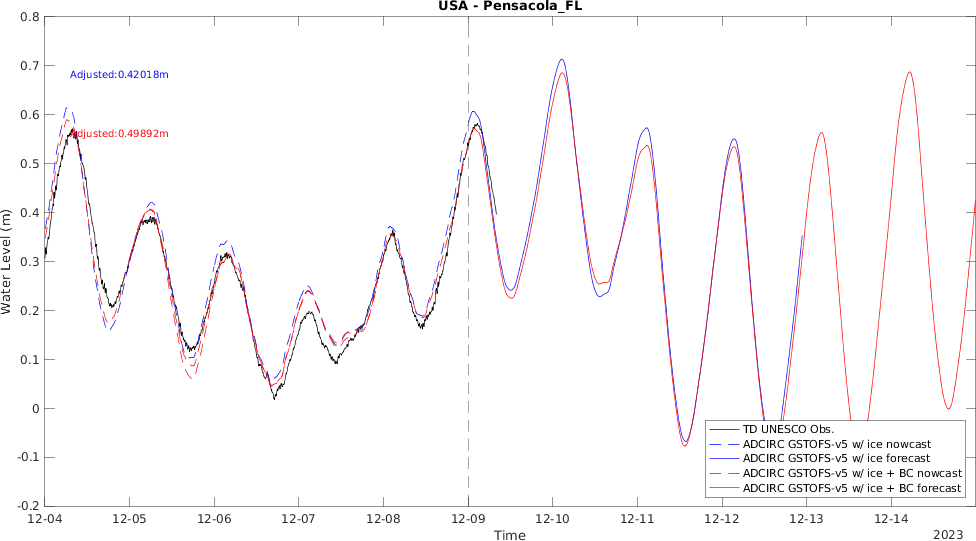 USA - Pensacola_FL
0.8
0.7
Adjusted:0.42018m
0.6
Adjusted:0.49892m
0.5
0.4
0.3
0.2
0.1
0
-0.1
-0.2
Water Level (m)
TD UNESCO Obs.
ADCIRC GSTOFS-v5 w/ ice nowcast
ADCIRC GSTOFS-v5 w/ ice forecast
ADCIRC GSTOFS-v5 w/ ice + BC nowcast
ADCIRC GSTOFS-v5 w/ ice + BC forecast
12-04 12-05 12-06 12-07 12-08 12-09 12-10 12-11 12-12 12-13 12-14
Time
2023